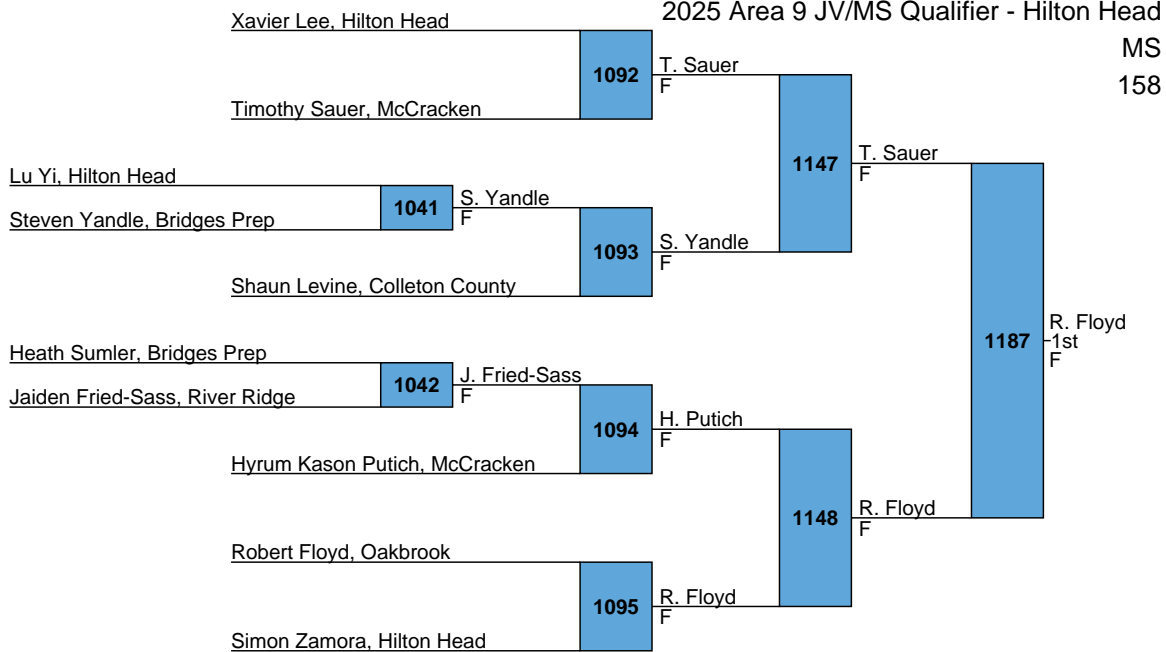 2025 Area 9 JV/MS Qualifier - Hilton Head
MS
158
Xavier Lee, Hilton Head
1092
T. Sauer
F
Timothy Sauer, McCracken
1147
T. Sauer
F
Lu Yi, Hilton Head
1041
S. Yandle
F
Steven Yandle, Bridges Prep
1093
S. Yandle
F
Shaun Levine, Colleton County
1187
R. Floyd
1st
F
Heath Sumler, Bridges Prep
1042
J. Fried-Sass
F
Jaiden Fried-Sass, River Ridge
1094
H. Putich
F
Hyrum Kason Putich, McCracken
1148
R. Floyd
F
Robert Floyd, Oakbrook
1095
R. Floyd
F
Simon Zamora, Hilton Head